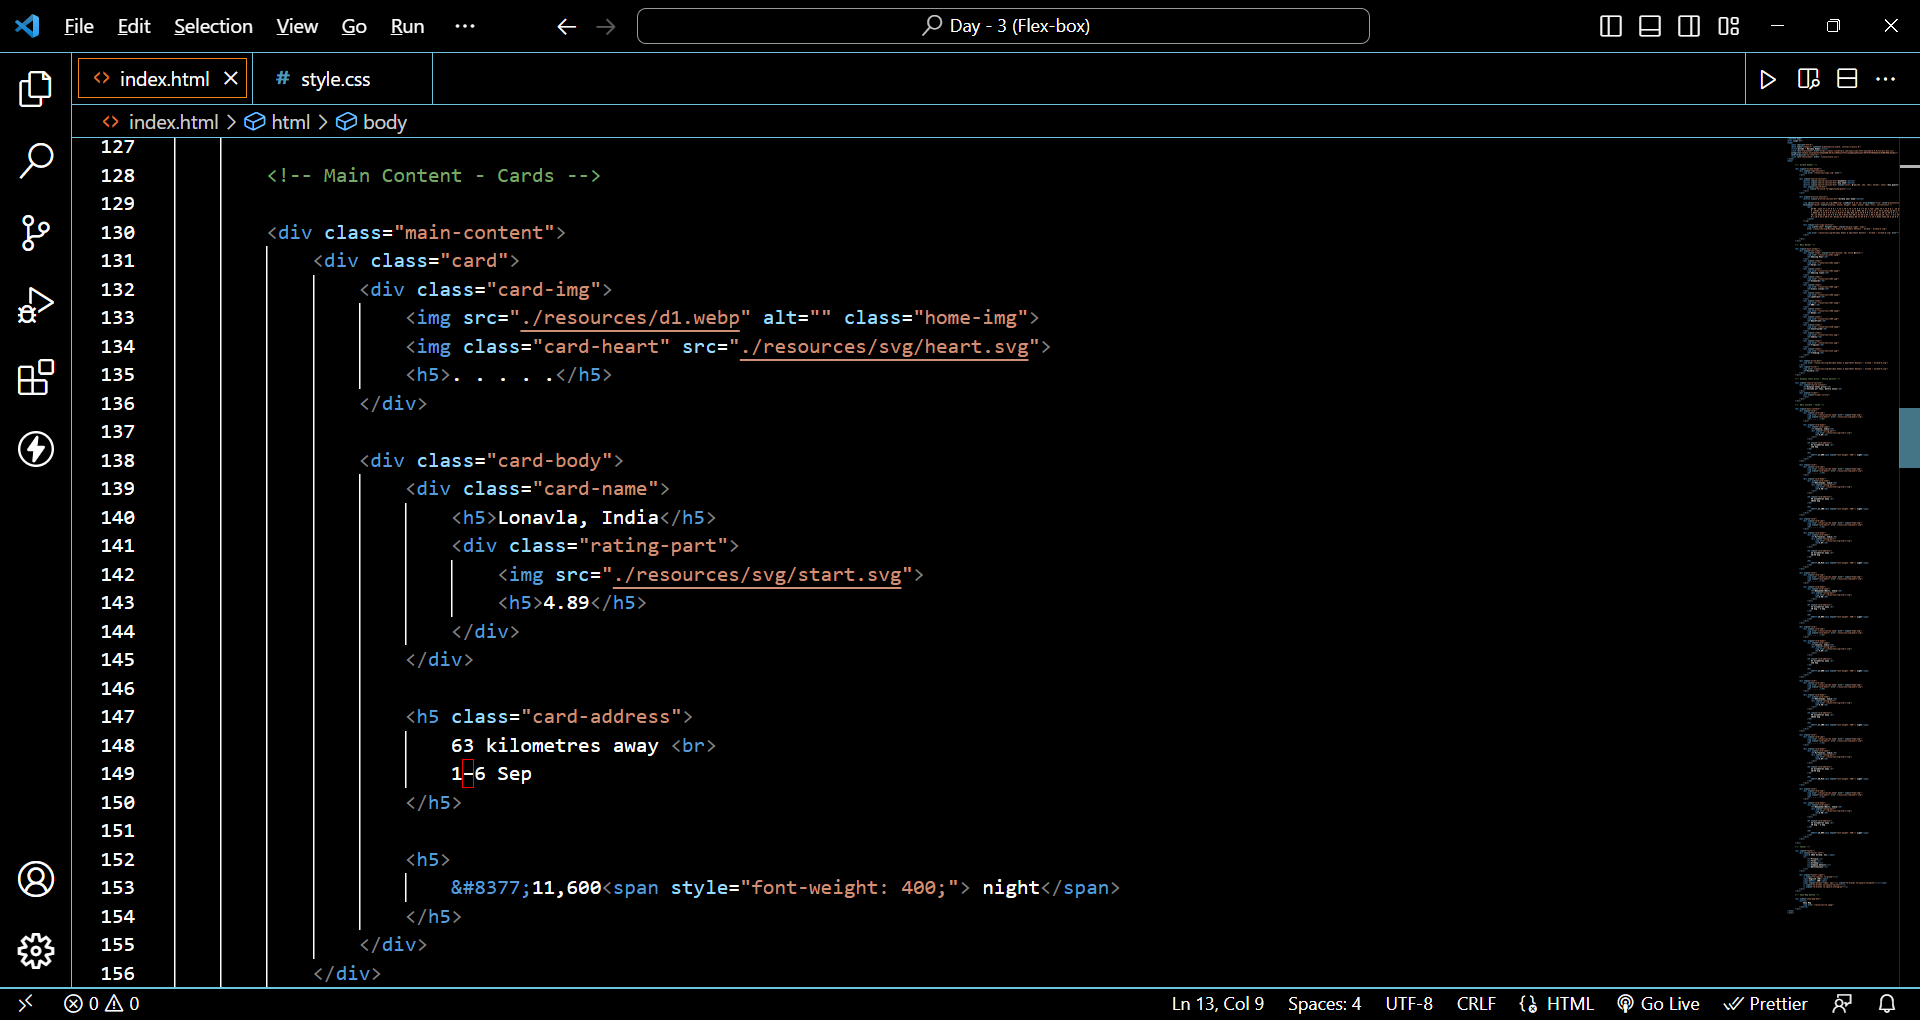 File Edit Selection View Go Run ··· Day - 3 (Flex-box)
index.html # style.css
index.html > html > body
127
128 <!-- Main Content - Cards -->
129
130 <div class="main-content">
131 <div class="card">
132 <div class="card-img">
133 <img src="./resources/d1.webp" alt="" class="home-img">
134 <img class="card-heart" src="./resources/svg/heart.svg">
135 <h5>. . . . .</h5>
136 </div>
137
138 <div class="card-body">
139 <div class="card-name">
140 <h5>Lonavla, India</h5>
141 <div class="rating-part">
142 <img src="./resources/svg/start.svg">
143 <h5>4.89</h5>
144 </div>
145 </div>
146
147 <h5 class="card-address">
148 63 kilometres away <br>
149 1–6 Sep
150 </h5>
151
152 <h5>
153 &#8377;11,600<span style="font-weight: 400;"> night</span>
154 </h5>
155 </div>
156 </div>
0 0 Ln 13, Col 9 Spaces: 4 UTF-8 CRLF HTML Go Live Prettier